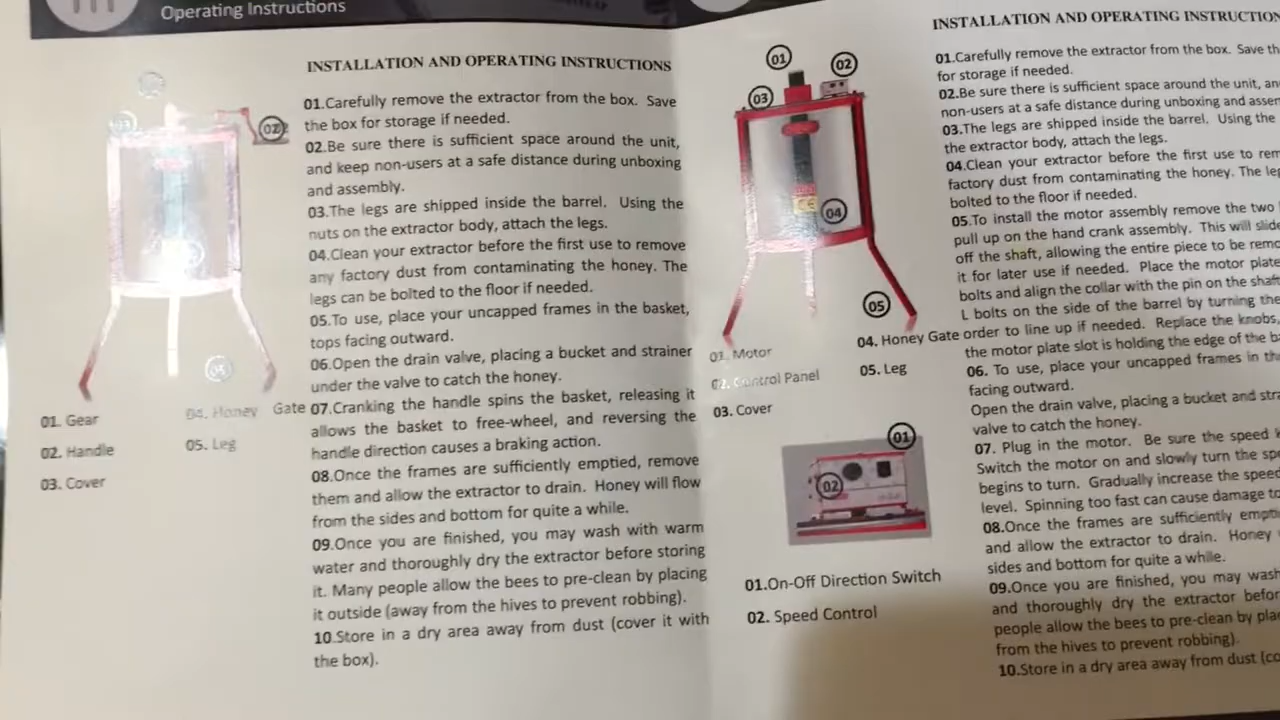 Operating Instructions
INSTALLATION AND OPERATING INSTRUCTIONS
01.Carefully remove the extractor from the box. Save
the box for storage if needed.
02.Be sure there is sufficient space around the unit,
and keep non-users at a safe distance during unboxing
and assembly.
03.The legs are shipped inside the barrel. Using the
nuts on the extractor body, attach the legs.
04.Clean your extractor before the first use to remove
any factory dust from contaminating the honey. The
legs can be bolted to the floor if needed.
05.To use, place your uncapped frames in the basket,
tops facing outward.
06.Open the drain valve, placing a bucket and strainer
under the valve to catch the honey.
07.Cranking the handle spins the basket, releasing it
allows the basket to free-wheel, and reversing the
handle direction causes a braking action.
08.Once the frames are sufficiently emptied, remove
them and allow the extractor to drain. Honey will flow
from the sides and bottom for quite a while.
09.Once you are finished, you may wash with warm
water and thoroughly dry the extractor before storing
it. Many people allow the bees to pre-clean by placing
it outside (away from the hives to prevent robbing).
10.Store in a dry area away from dust (cover it with
the box).
03
02
05
01. Gear
04. Honey Gate
02. Handle
05. Leg
03. Cover
01
02
03
04
CE
05
01. Motor
04. Honey Gate
02. Control Panel
05. Leg
03. Cover
01
02
01.On-Off Direction Switch
02. Speed Control
INSTALLATION AND OPERATING
01.Carefully remove the extractor from the box. Save
for storage if needed.
02.Be sure there is sufficient space around the unit,
non-users at a safe distance during unboxing and
03.The legs are shipped inside the barrel. Using the
the extractor body, attach the legs.
04.Clean your extractor before the first use to
factory dust from contaminating the honey. The
bolted to the floor if needed.
05.To install the motor assembly remove the two
pull up on the hand crank assembly. This will
off the shaft, allowing the entire piece to be
it for later use if needed. Place the motor plate
bolts and align the collar with the pin on the
L bolts on the side of the barrel by turning the
order to line up if needed. Replace the knobs,
the motor plate slot is holding the edge of the
06. To use, place your uncapped frames in
facing outward.
Open the drain valve, placing a bucket and
valve to catch the honey.
07. Plug in the motor. Be sure the speed
Switch the motor on and slowly turn the
begins to turn. Gradually increase the
level. Spinning too fast can cause damage
08.Once the frames are sufficiently
and allow the extractor to drain. Honey
sides and bottom for quite a while.
09.Once you are finished, you may wash
and thoroughly dry the extractor
people allow the bees to pre-clean by
from the hives to prevent robbing).
10.Store in a dry area away from dust